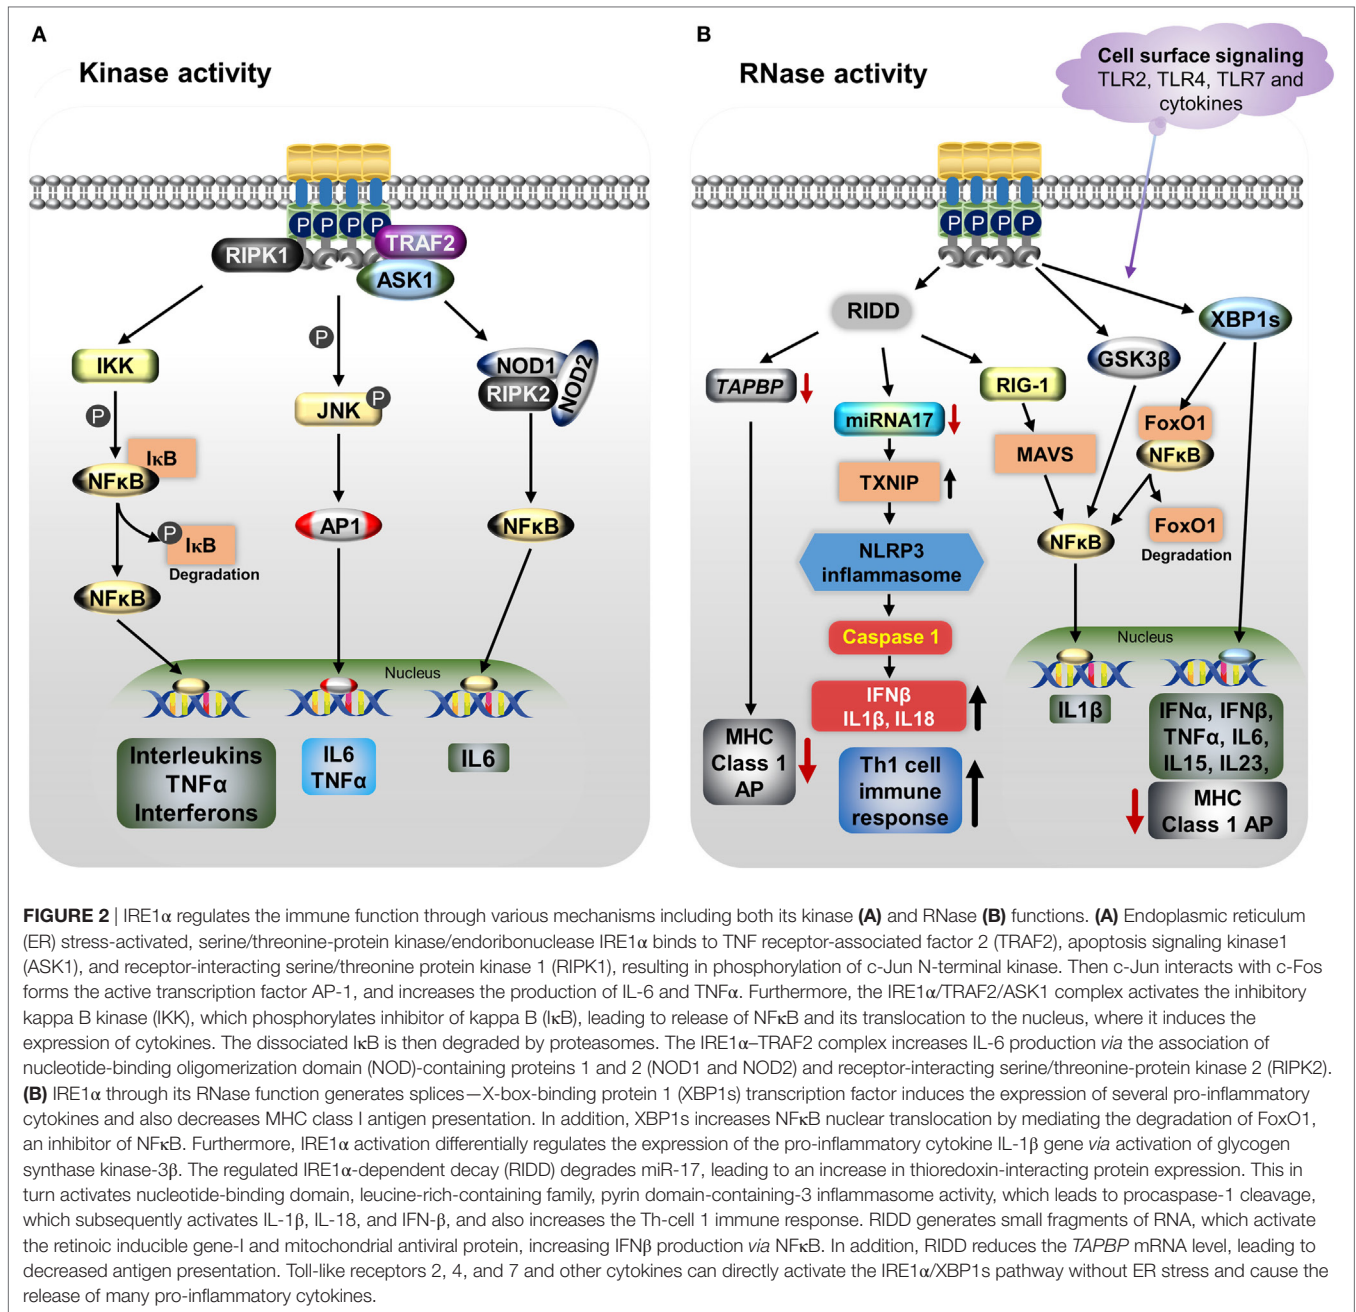 A
Kinase activity
P P P P
RIPK1
TRAF2
ASK1
P
IKK
NOD1
NOD2
RIPK2
P
JNK
P
IκB
NFκB
AP1
NFκB
P
IκB
Degradation
NFκB
Nucleus
Interleukins
TNFα
Interferons
IL6
TNFα
IL6
B
RNase activity
Cell surface signaling
TLR2, TLR4, TLR7 and
cytokines
P P P P
RIDD
XBP1s
GSK3β
TAPBP
miRNA17
RIG-1
FoxO1
NFκB
MAVS
TXNIP
FoxO1
Degradation
NFκB
NLRP3
inflammasome
Caspase 1
Nucleus
IFNβ
IL1β, IL18
IL1β
IFNα, IFNβ,
TNFα, IL6,
IL15, IL23,
MHC
Class 1
AP
Th1 cell
immune
response
MHC
Class 1 AP
FIGURE 2 | IRE1α regulates the immune function through various mechanisms including both its kinase (A) and RNase (B) functions. (A) Endoplasmic reticulum
(ER) stress-activated, serine/threonine-protein kinase/endoribonuclease IRE1α binds to TNF receptor-associated factor 2 (TRAF2), apoptosis signaling kinase1
(ASK1), and receptor-interacting serine/threonine protein kinase 1 (RIPK1), resulting in phosphorylation of c-Jun N-terminal kinase. Then c-Jun interacts with c-Fos
forms the active transcription factor AP-1, and increases the production of IL-6 and TNFα. Furthermore, the IRE1α/TRAF2/ASK1 complex activates the inhibitory
kappa B kinase (IKK), which phosphorylates inhibitor of kappa B (IκB), leading to release of NFκB and its translocation to the nucleus, where it induces the
expression of cytokines. The dissociated IκB is then degraded by proteasomes. The IRE1α–TRAF2 complex increases IL-6 production via the association of
nucleotide-binding oligomerization domain (NOD)-containing proteins 1 and 2 (NOD1 and NOD2) and receptor-interacting serine/threonine-protein kinase 2 (RIPK2).
(B) IRE1α through its RNase function generates splices—X-box-binding protein 1 (XBP1s) transcription factor induces the expression of several pro-inflammatory
cytokines and also decreases MHC class I antigen presentation. In addition, XBP1s increases NFκB nuclear translocation by mediating the degradation of FoxO1,
an inhibitor of NFκB. Furthermore, IRE1α activation differentially regulates the expression of the pro-inflammatory cytokine IL-1β gene via activation of glycogen
synthase kinase-3β. The regulated IRE1α-dependent decay (RIDD) degrades miR-17, leading to an increase in thioredoxin-interacting protein expression. This in
turn activates nucleotide-binding domain, leucine-rich-containing family, pyrin domain-containing-3 inflammasome activity, which leads to procaspase-1 cleavage,
which subsequently activates IL-1β, IL-18, and IFN-β, and also increases the Th-cell 1 immune response. RIDD generates small fragments of RNA, which activate
the retinoic inducible gene-I and mitochondrial antiviral protein, increasing IFNβ production via NFκB. In addition, RIDD reduces the TAPBP mRNA level, leading to
decreased antigen presentation. Toll-like receptors 2, 4, and 7 and other cytokines can directly activate the IRE1α/XBP1s pathway without ER stress and cause the
release of many pro-inflammatory cytokines.